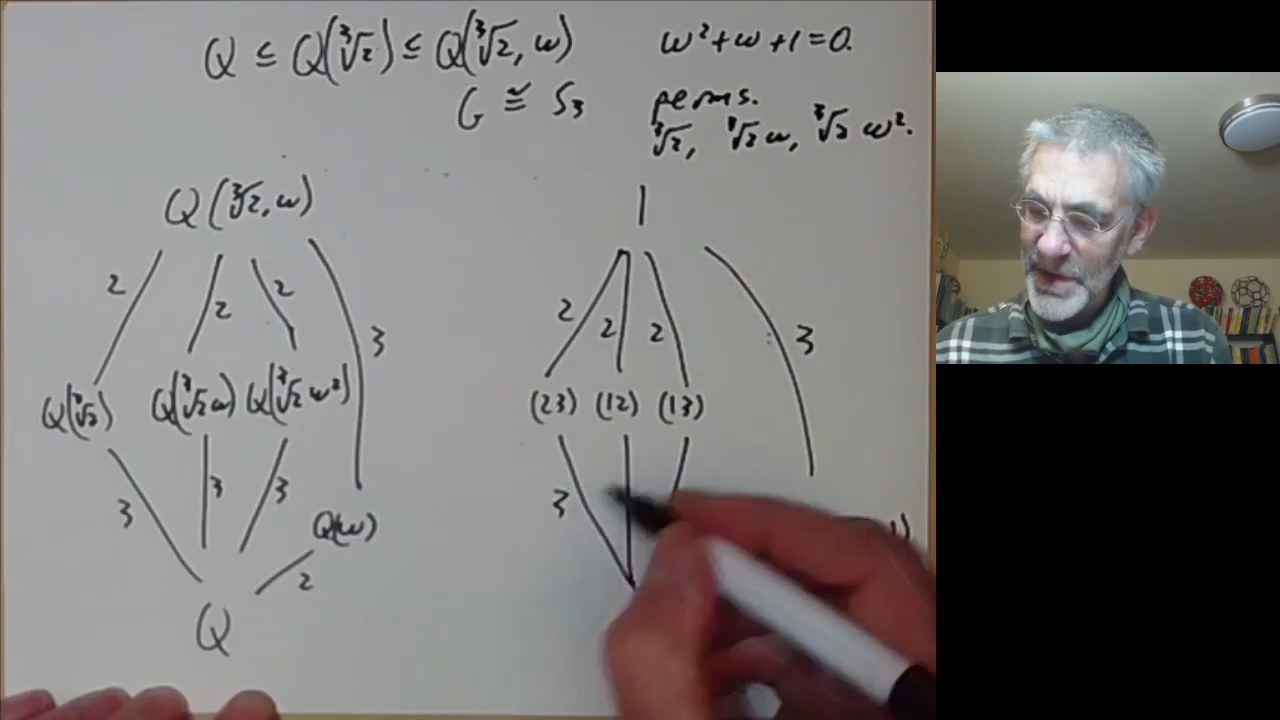 Q ≤ Q(∛2) ≤ Q(∛2, ω) ω²+ω+1=0.
G ≅ S₃ perms.
∛2, ∛2 ω, ∛2 ω².
Q(∛2, ω) 1
2 2 2 3 2 2 2 3
Q(∛2) Q(∛2 ω) Q(∛2 ω²) (23) (12) (13)
3 3 3 3
Q(ω)
2
Q